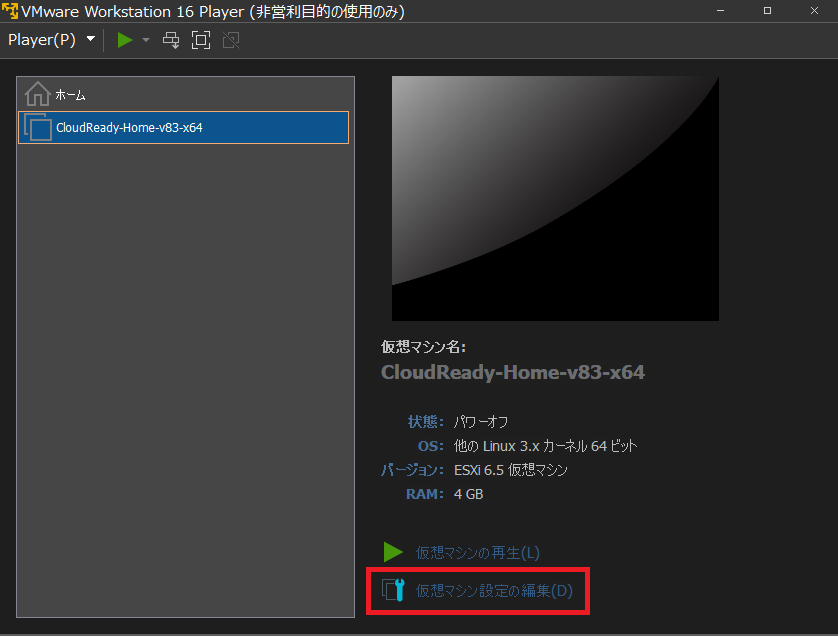 VMware Workstation 16 Player (非営利目的の使用のみ)
Player(P)
ホーム
CloudReady-Home-v83-x64
仮想マシン名:
CloudReady-Home-v83-x64
状態: パワーオフ
OS: 他の Linux 3.x カーネル 64 ビット
バージョン: ESXi 6.5 仮想マシン
RAM: 4 GB
仮想マシンの再生(L)
仮想マシン設定の編集(D)